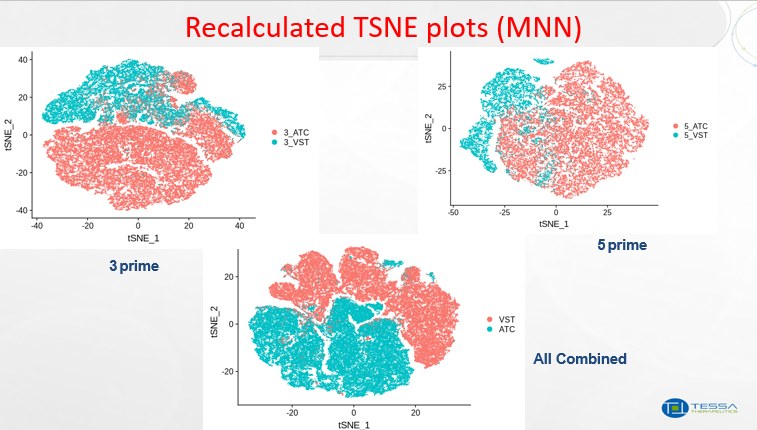 Recalculated TSNE plots (MNN)
40
20
0
-20
-40
tSNE_2
-40
-20
0
20
40
tSNE_1
3_ATC
3_VST
3 prime
25
0
-25
tSNE_2
-50
-25
0
25
tSNE_1
5_ATC
5_VST
5 prime
20
0
-20
tSNE_2
-20
0
20
tSNE_1
VST
ATC
All Combined
TESSA
THERAPEUTICS